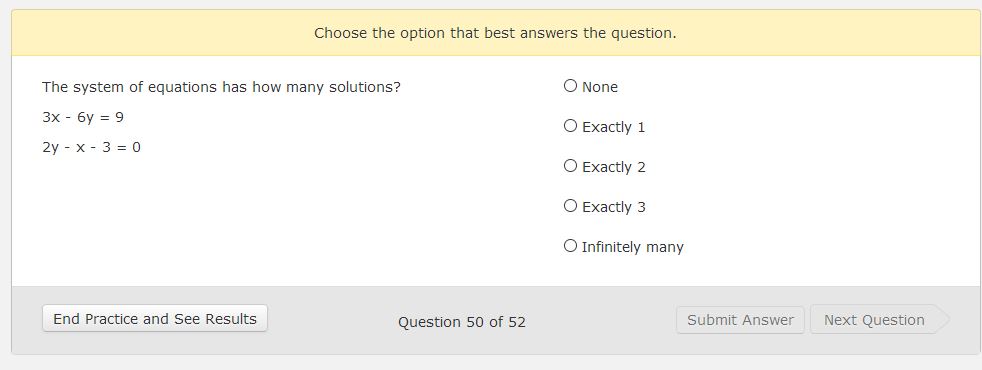 Choose the option that best answers the question.
The system of equations has how many solutions?
3x - 6y = 9
2y - x - 3 = 0
None
Exactly 1
Exactly 2
Exactly 3
Infinitely many
End Practice and See Results
Question 50 of 52
Submit Answer
Next Question